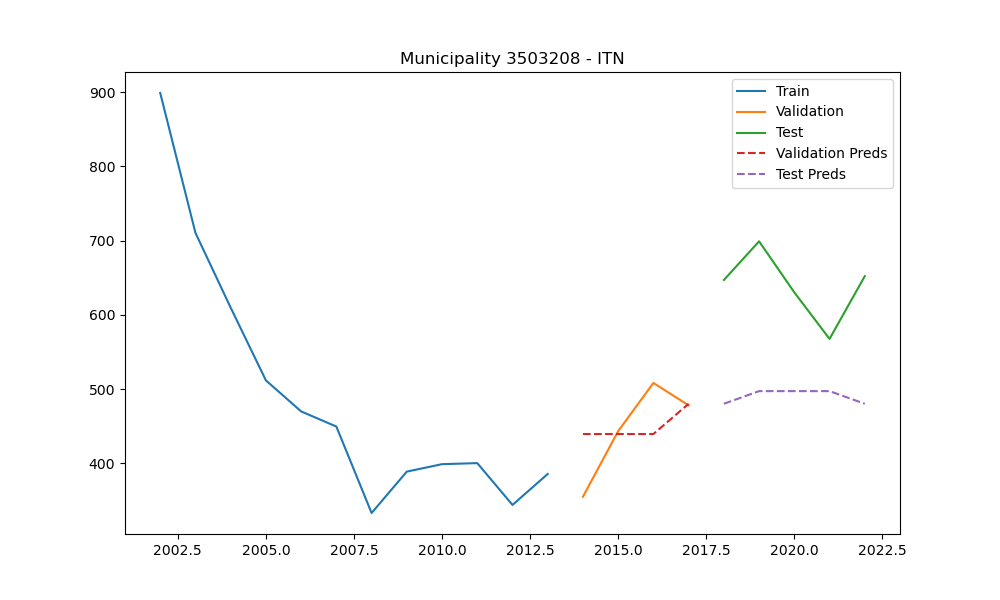 Municipality 3503208 - ITN
900
800
700
600
500
400
2002.5 2005.0 2007.5 2010.0 2012.5 2015.0 2017.5 2020.0 2022.5
Train
Validation
Test
Validation Preds
Test Preds